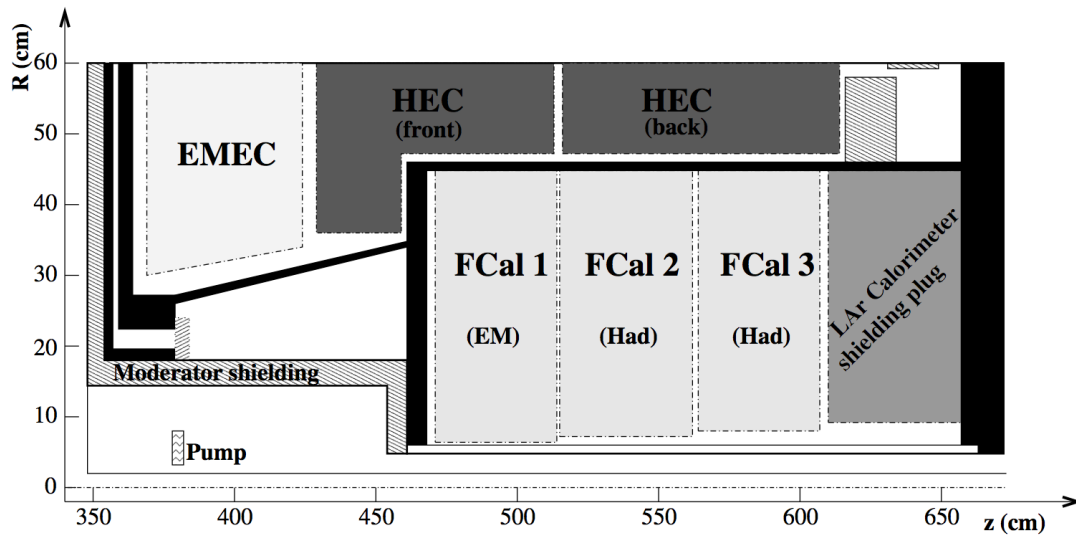 R (cm)
60
50
40
30
20
10
0
EMEC
HEC
(front)
HEC
(back)
FCal 1
(EM)
FCal 2
(Had)
FCal 3
(Had)
LAr Calorimeter
shielding plug
Moderator shielding
Pump
350
400
450
500
550
600
650
z (cm)